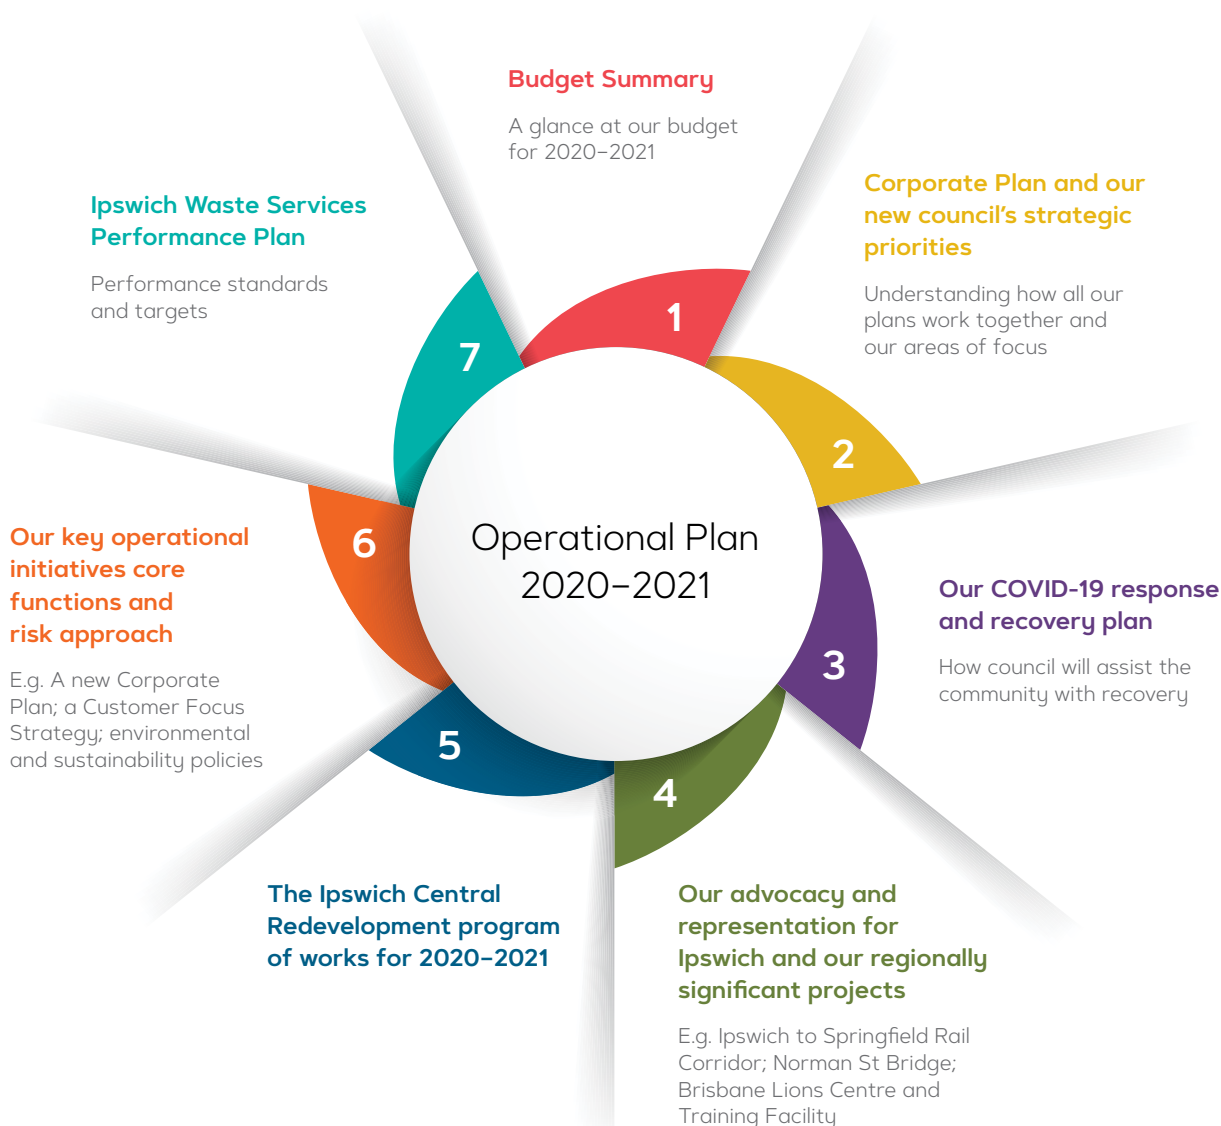 Operational Plan
2020–2021
1
Budget Summary
A glance at our budget
for 2020–2021
2
Corporate Plan and our
new council's strategic
priorities
Understanding how all our
plans work together and
our areas of focus
3
Our COVID-19 response
and recovery plan
How council will assist the
community with recovery
4
Our advocacy and
representation for
Ipswich and our regionally
significant projects
E.g. Ipswich to Springfield Rail
Corridor; Norman St Bridge;
Brisbane Lions Centre and
Training Facility
5
The Ipswich Central
Redevelopment program
of works for 2020–2021
6
Our key operational
initiatives core
functions and
risk approach
E.g. A new Corporate
Plan; a Customer Focus
Strategy; environmental
and sustainability policies
7
Ipswich Waste Services
Performance Plan
Performance standards
and targets